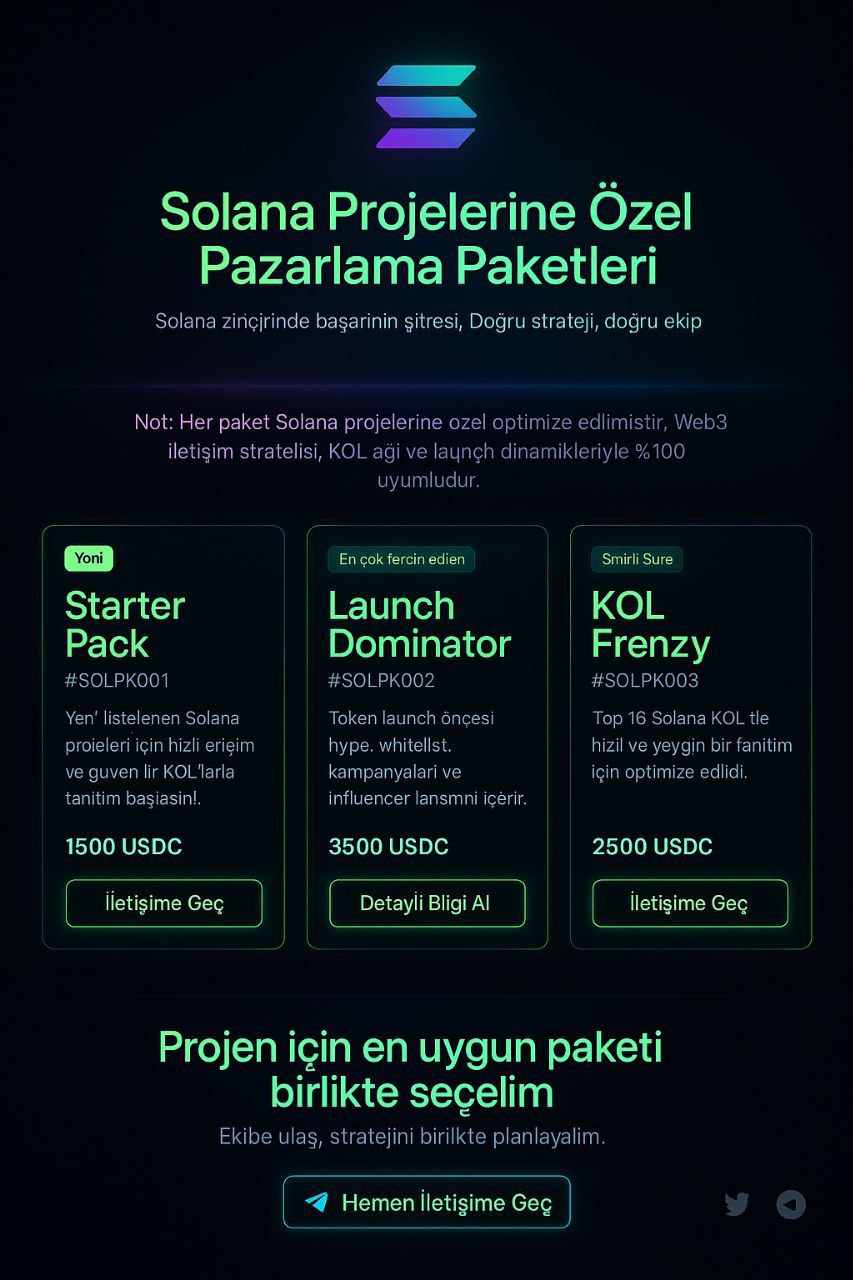 Solana Projelerine Özel
Pazarlama Paketleri
Solana zinçjrinde başarinin şitresi, Doğru strateji, doğru ekip
Not: Her paket Solana projelerine ozel optimize edlimistir, Web3
iletişim stratelisi, KOL aği ve lauņçh dinamikleriyle %100
uyumludur.
Yoni
Starter
Pack
#SOLPK001
Yen' listelenen Solana
proieleri için hizli erişim
ve guven lir KOL'larla
tanitim başiasin!.
1500 USDC
İletişime Geç
En çok fercin edien
Launch
Dominator
#SOLPK002
Token launch önçesi
hype. whitellst.
kampanyalari ve
influencer lansmni içėrir.
3500 USDC
Detayli Bligi Al
Smirli Sure
KOL
Frenzy
#SOLPK003
Top 16 Solana KOL tle
hizil ve yeygin bir fanitim
için optimize edlidi.
2500 USDC
İletişime Geç
Projen için en uygun paketi
birlikte seçelim
Ekibe ulaş, stratejini birilkte planlayalim.
Hemen İletişime Geç